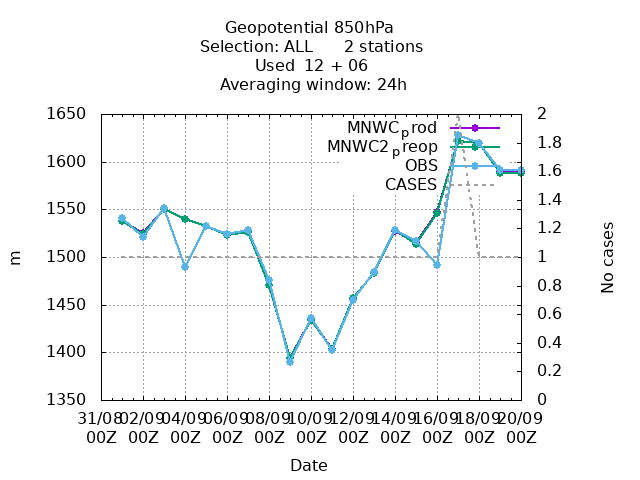 Geopotential 850hPa
Selection: ALL      2 stations
Used  12 + 06
Averaging window: 24h
MNWC_prod
MNWC2_preop
OBS
CASES
1650
1600
1550
1500
1450
1400
1350
m
2
1.8
1.6
1.4
1.2
1
0.8
0.6
0.4
0.2
0
No cases
31/08 02/09 04/09 06/09 08/09 10/09 12/09 14/09 16/09 18/09 20/09
00Z 00Z 00Z 00Z 00Z 00Z 00Z 00Z 00Z 00Z 00Z
Date